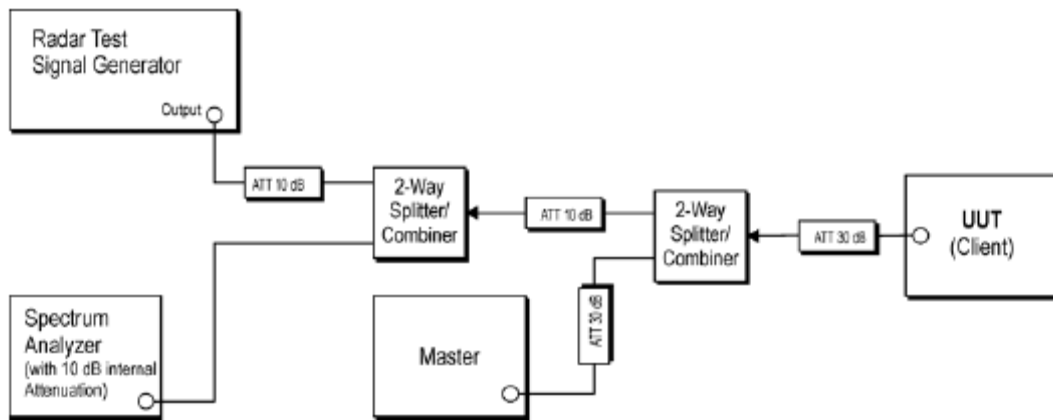 Radar Test
Signal Generator
Output
ATT 10 dB
2-Way
Splitter/
Combiner
ATT 10 dB
2-Way
Splitter/
Combiner
ATT 30 dB
UUT
(Client)
Spectrum
Analyzer
(with 10 dB internal
Attenuation)
Master
ATT 30 dB